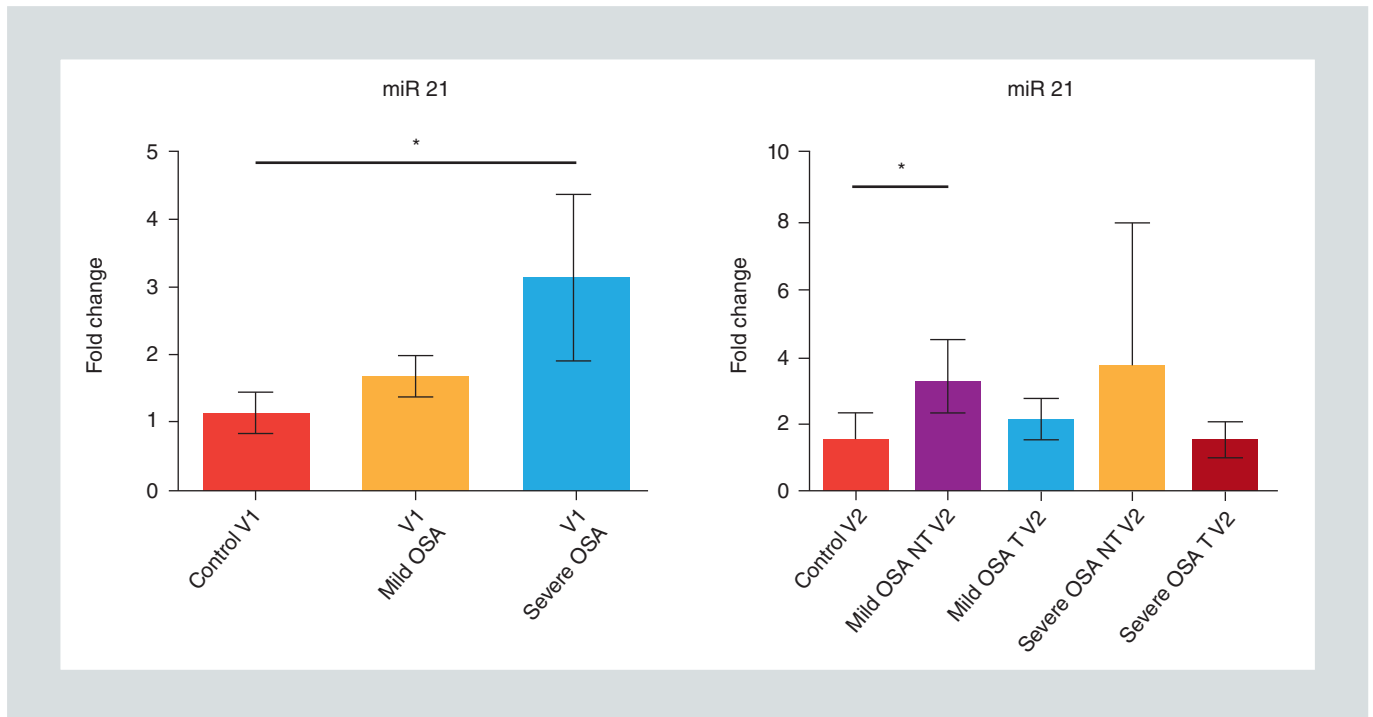 miR 21
*
5
4
3
2
1
0
Fold change
Control V1
V1
Mild OSA
V1
Severe OSA
miR 21
*
10
8
6
4
2
0
Fold change
Control V2
Mild OSA NT V2
Mild OSA T V2
Severe OSA NT V2
Severe OSA T V2